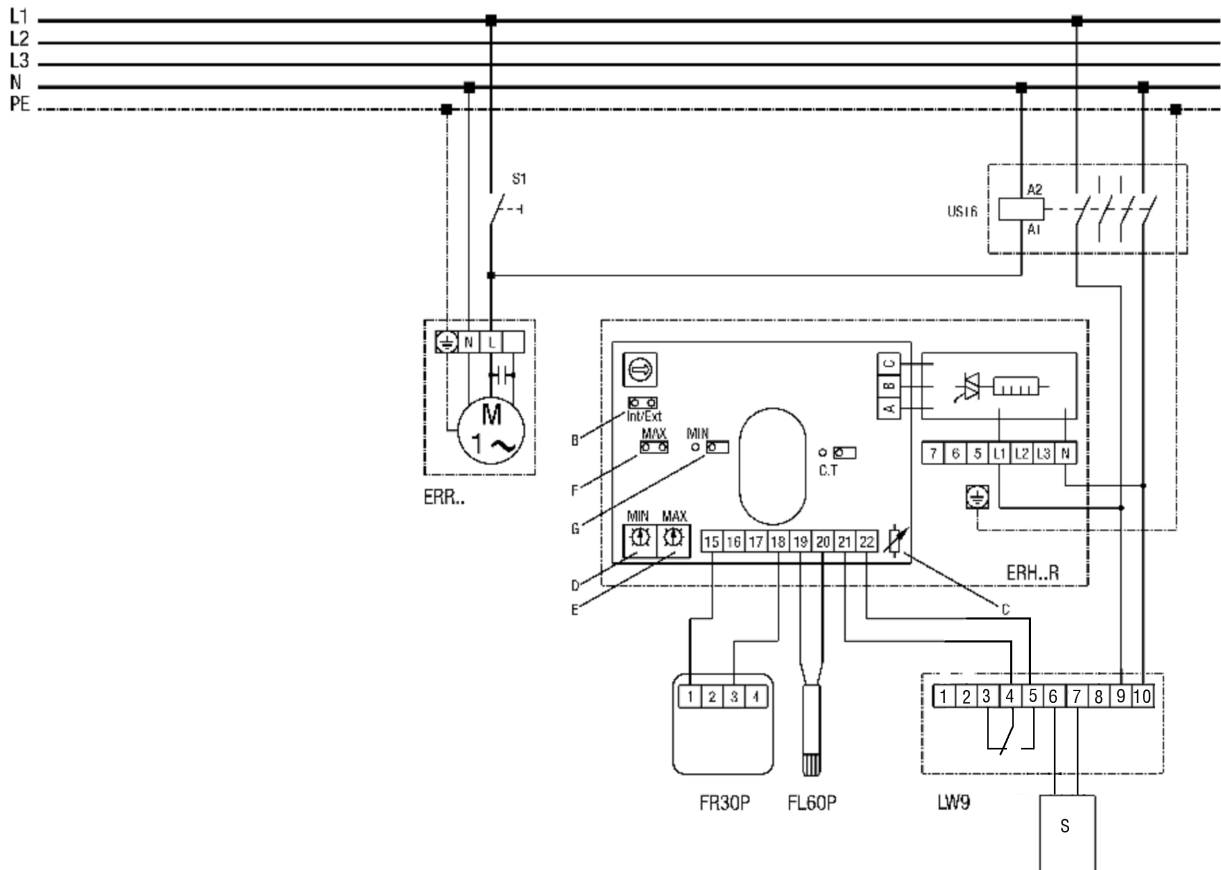 L1
L2
L3
N
PE
S1
A2
US16
A1
N L
M
1 ~
ERR..
B
Int/Ext
MAX MIN
F
G
C.T
C
B
A
7 6 5 L1 L2 L3 N
MIN MAX
15 16 17 18 19 20 21 22
D
E
ERH..R
C
1 2 3 4
1 2 3 4 5 6 7 8 9 10
FR30P FL60P LW9
S